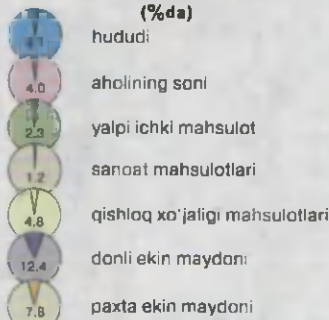 (%da)
hududi
4.0 aholining soni
2.3 yalpi ichki mahsulot
1.2 sanoat mahsulotlari
4.8 qishloq xo'jaligi mahsulotlari
12.4 donli ekin maydoni
7.8 paxta ekin maydoni